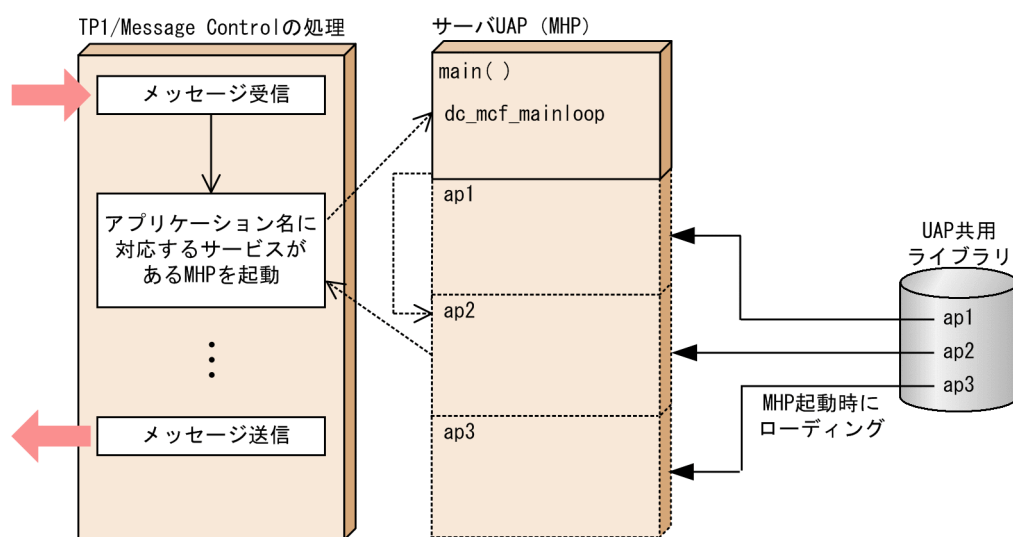 TP1/Message Controlの処理
メッセージ受信
アプリケーション名に
対応するサービスが
あるMHPを起動
メッセージ送信
サーバUAP（MHP）
main( )
dc_mcf_mainloop
ap1
ap2
ap3
UAP共用
ライブラリ
ap1
ap2
ap3
MHP起動時に
ローディング